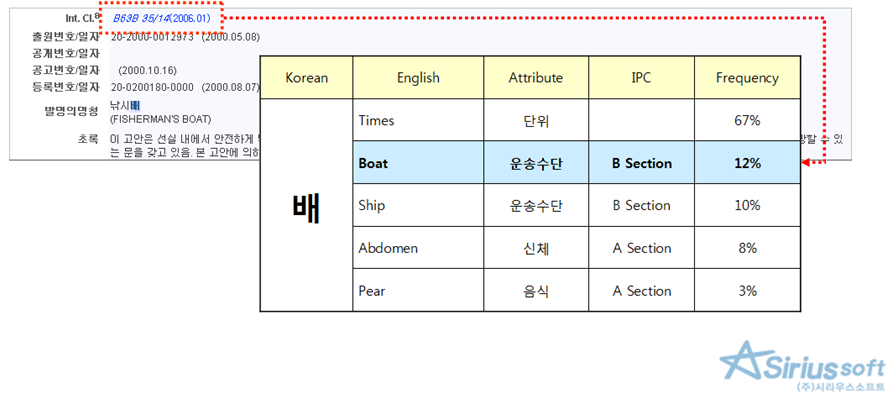 Int. Cl.8 B63B 35/14(2006.01)
출원번호/일자 20-2000-0012973 (2000.05.08)
공개번호/일자
공고번호/일자 (2000.10.16)
등록번호/일자 20-0200180-0000 (2000.08.07)
발명의명칭 낚시배
(FISHERMAN'S BOAT)
초록 이 고안은 선실 내에서 안전하게 할 수 있
는 문을 갖고 있음. 본 고안에 의하
Korean English Attribute IPC Frequency
배
Times 단위 67%
Boat 운송수단 B Section 12%
Ship 운송수단 B Section 10%
Abdomen 신체 A Section 8%
Pear 음식 A Section 3%
Sirius soft
(주)시리우스소프트